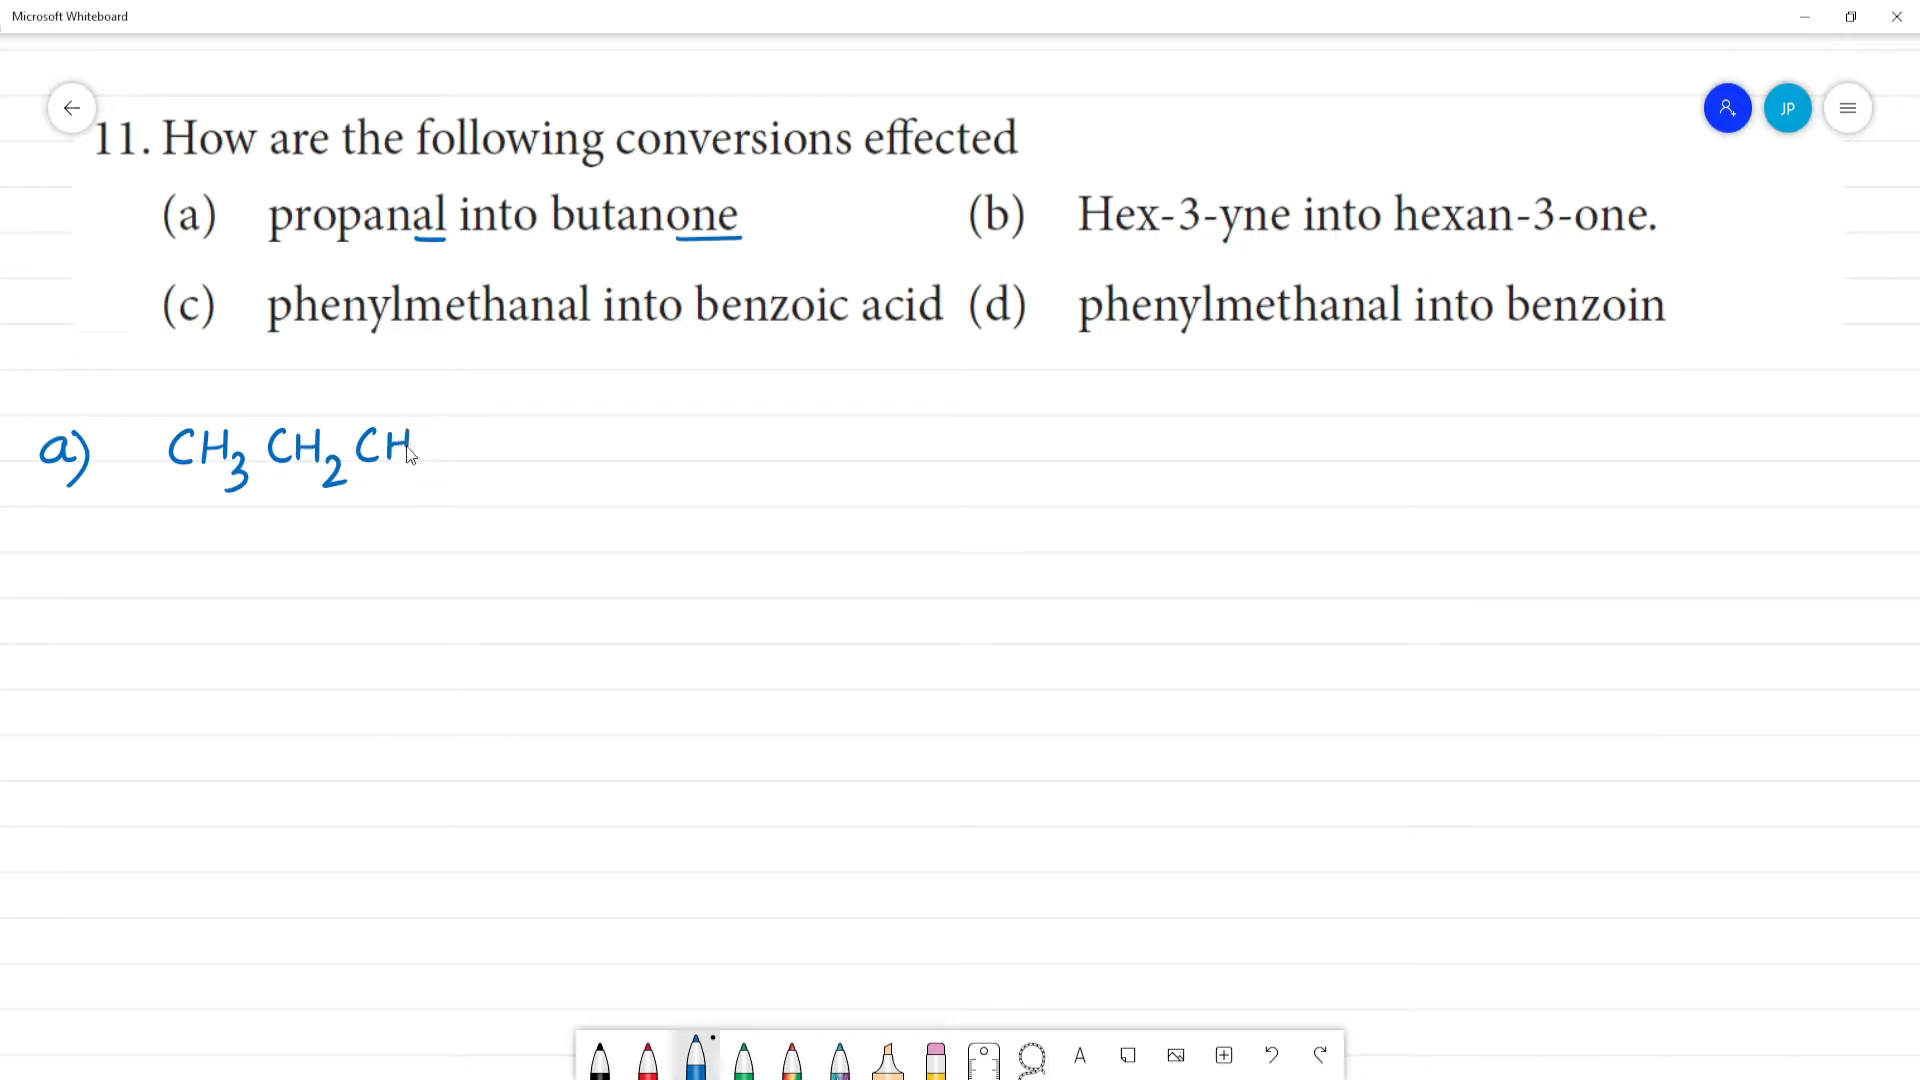 Microsoft Whiteboard
JP
11. How are the following conversions effected
(a) propanal into butanone (b) Hex-3-yne into hexan-3-one.
(c) phenylmethanal into benzoic acid (d) phenylmethanal into benzoin
a) CH₃ CH₂ CH
A